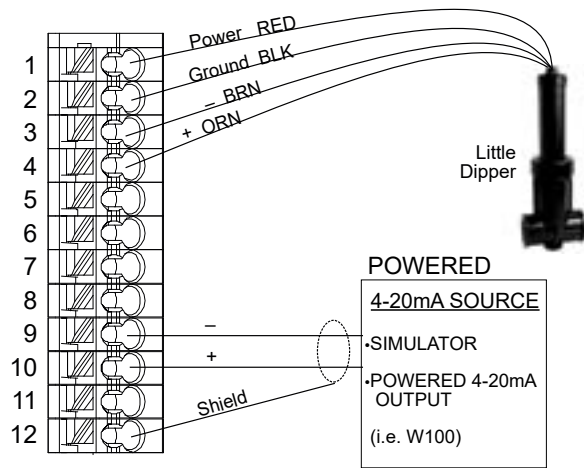 Power RED
Ground BLK
– BRN
+ ORN
1
2
3
4
5
6
7
8
9
10
11
12
Little
Dipper
POWERED
4-20mA SOURCE
•SIMULATOR
•POWERED 4-20mA
OUTPUT
(i.e. W100)
–
+
Shield